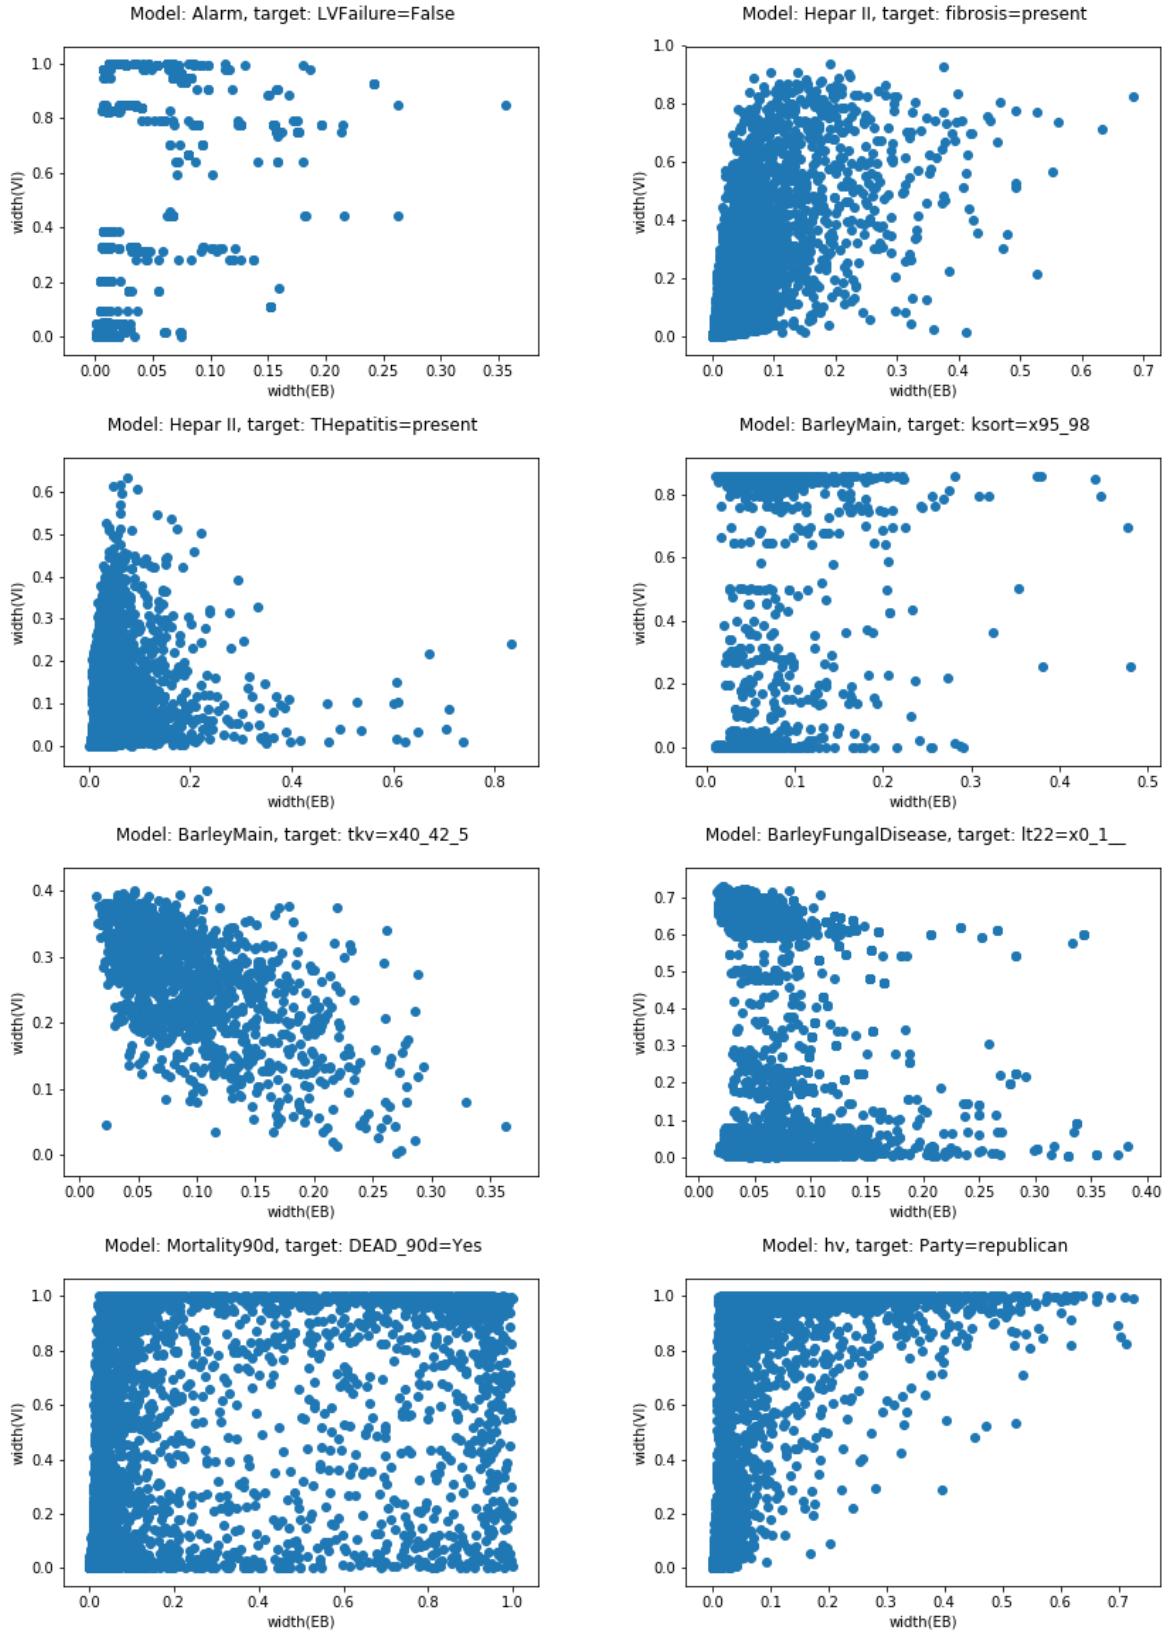 Model: Alarm, target: LVFailure=False
1.0
0.8
0.6
0.4
0.2
0.0
width(VI)
0.00 0.05 0.10 0.15 0.20 0.25 0.30 0.35
width(EB)
Model: Hepar II, target: fibrosis=present
1.0
0.8
0.6
0.4
0.2
0.0
width(VI)
0.0 0.1 0.2 0.3 0.4 0.5 0.6 0.7
width(EB)
Model: Hepar II, target: THepatitis=present
0.6
0.5
0.4
0.3
0.2
0.1
0.0
width(VI)
0.0 0.2 0.4 0.6 0.8
width(EB)
Model: BarleyMain, target: ksort=x95_98
0.8
0.6
0.4
0.2
0.0
width(VI)
0.0 0.1 0.2 0.3 0.4 0.5
width(EB)
Model: BarleyMain, target: tkv=x40_42_5
0.4
0.3
0.2
0.1
0.0
width(VI)
0.00 0.05 0.10 0.15 0.20 0.25 0.30 0.35
width(EB)
Model: BarleyFungalDisease, target: lt22=x0_1__
0.7
0.6
0.5
0.4
0.3
0.2
0.1
0.0
width(VI)
0.00 0.05 0.10 0.15 0.20 0.25 0.30 0.35 0.40
width(EB)
Model: Mortality90d, target: DEAD_90d=Yes
1.0
0.8
0.6
0.4
0.2
0.0
width(VI)
0.0 0.2 0.4 0.6 0.8 1.0
width(EB)
Model: hv, target: Party=republican
1.0
0.8
0.6
0.4
0.2
0.0
width(VI)
0.0 0.1 0.2 0.3 0.4 0.5 0.6 0.7
width(EB)